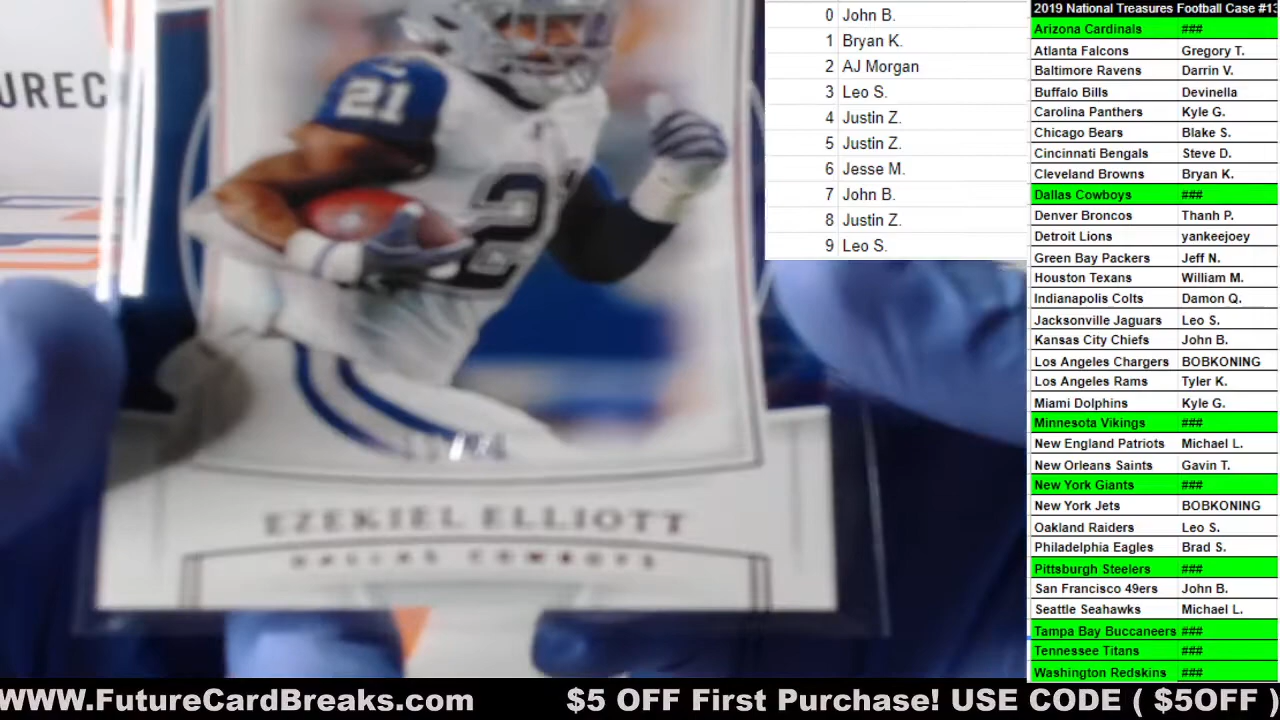 UREC
21
2
EZEKIEL ELLIOTT
DALLAS COWBOYS
0 John B.
1 Bryan K.
2 AJ Morgan
3 Leo S.
4 Justin Z.
5 Justin Z.
6 Jesse M.
7 John B.
8 Justin Z.
9 Leo S.
2019 National Treasures Football Case #13
Arizona Cardinals ###
Atlanta Falcons Gregory T.
Baltimore Ravens Darrin V.
Buffalo Bills Devinella
Carolina Panthers Kyle G.
Chicago Bears Blake S.
Cincinnati Bengals Steve D.
Cleveland Browns Bryan K.
Dallas Cowboys ###
Denver Broncos Thanh P.
Detroit Lions yankeejoey
Green Bay Packers Jeff N.
Houston Texans William M.
Indianapolis Colts Damon Q.
Jacksonville Jaguars Leo S.
Kansas City Chiefs John B.
Los Angeles Chargers BOBKONING
Los Angeles Rams Tyler K.
Miami Dolphins Kyle G.
Minnesota Vikings ###
New England Patriots Michael L.
New Orleans Saints Gavin T.
New York Giants ###
New York Jets BOBKONING
Oakland Raiders Leo S.
Philadelphia Eagles Brad S.
Pittsburgh Steelers ###
San Francisco 49ers John B.
Seattle Seahawks Michael L.
Tampa Bay Buccaneers ###
Tennessee Titans ###
Washington Redskins ###
WWW.FutureCardBreaks.com $5 OFF First Purchase! USE CODE ( $5OFF )